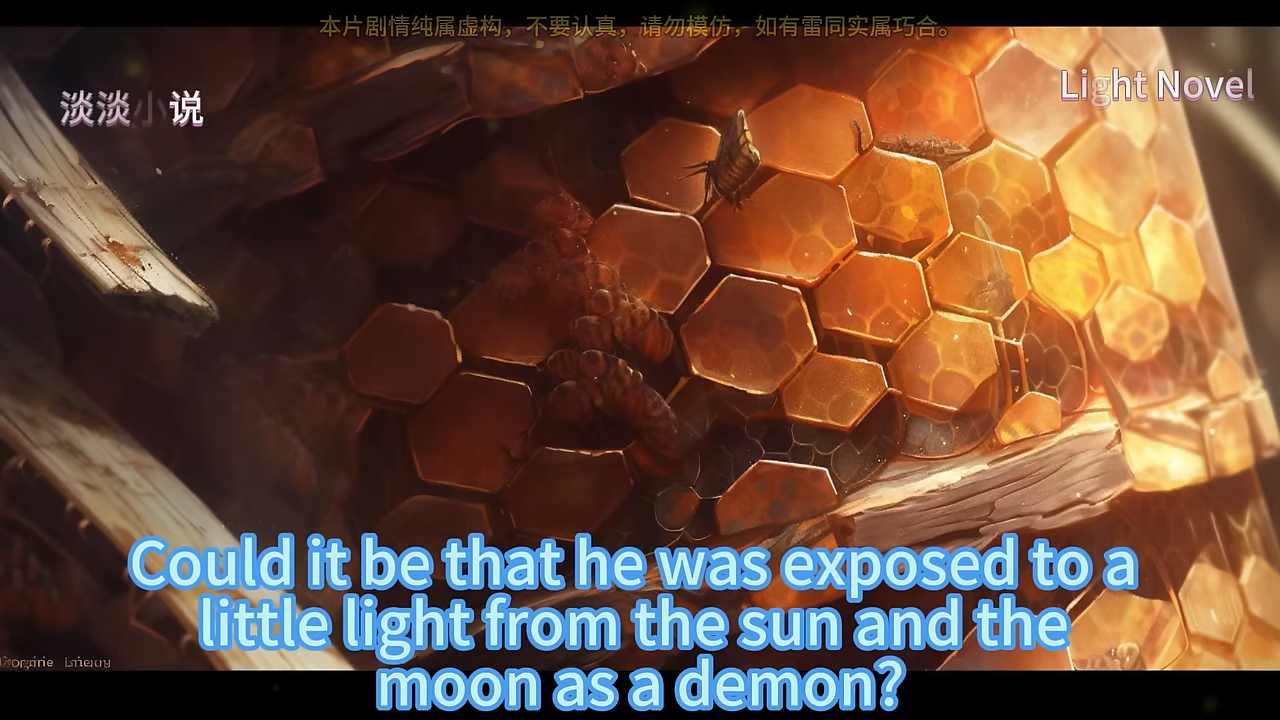 本片剧情纯属虚构，不要认真，请勿模仿，如有雷同实属巧合。
淡淡小说
Light Novel
Could it be that he was exposed to a
little light from the sun and the
moon as a demon?